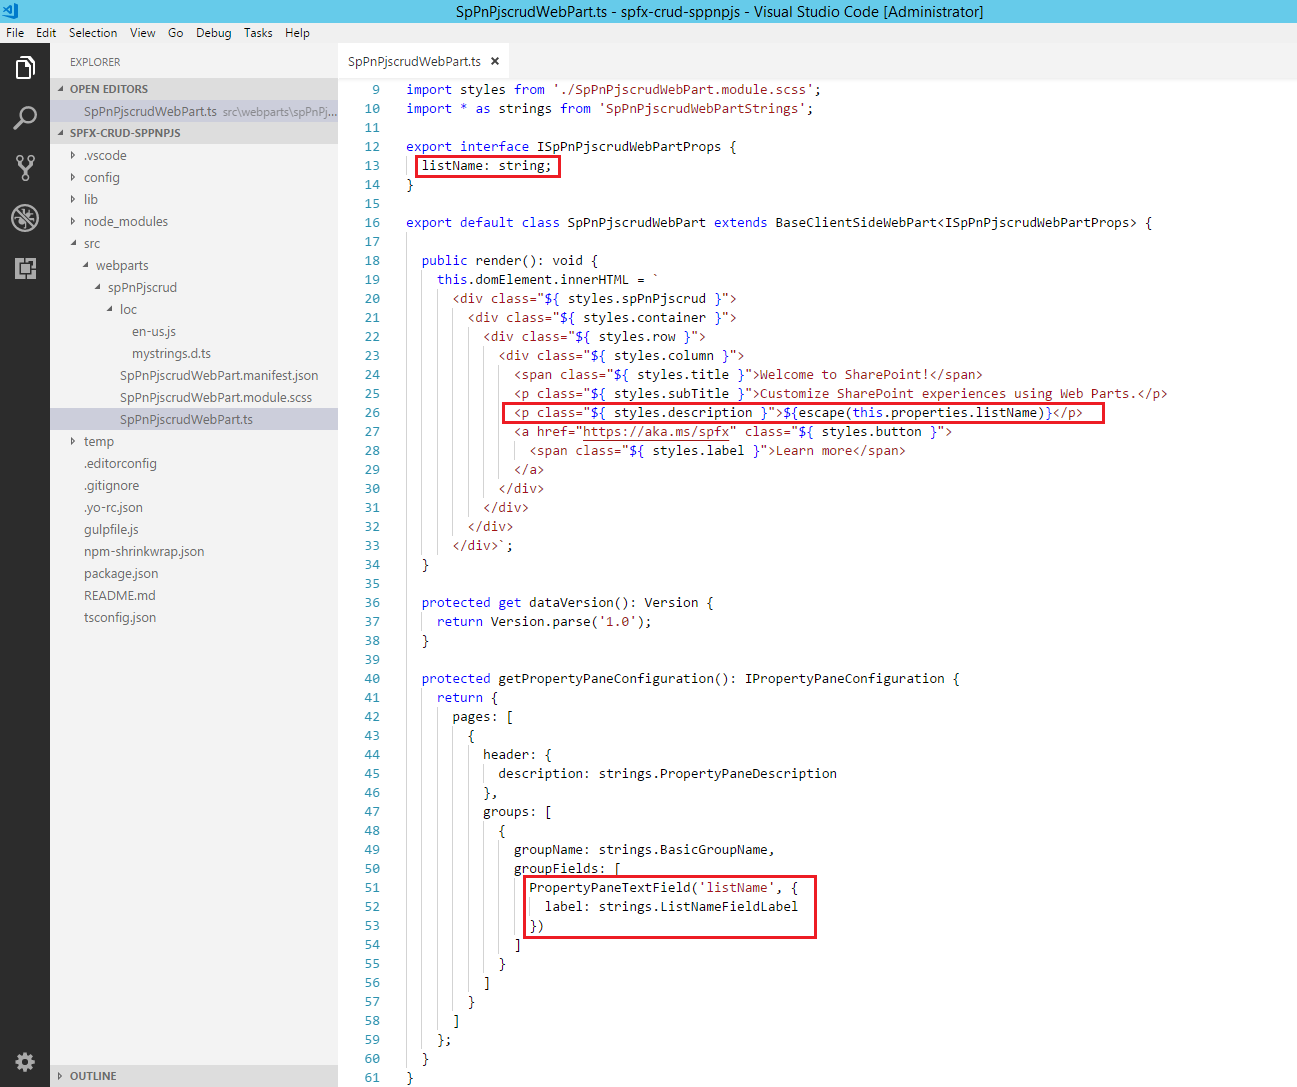 SpPnPjscrudWebPart.ts - spfx-crud-sppnpjs - Visual Studio Code [Administrator]
File Edit Selection View Go Debug Tasks Help
EXPLORER
OPEN EDITORS
SpPnPjscrudWebPart.ts src\webparts\spPnPj...
SPFX-CRUD-SPPNPJS
.vscode
config
lib
node_modules
src
webparts
spPnPjscrud
loc
en-us.js
mystrings.d.ts
SpPnPjscrudWebPart.manifest.json
SpPnPjscrudWebPart.module.scss
SpPnPjscrudWebPart.ts
temp
.editorconfig
.gitignore
.yo-rc.json
gulpfile.js
npm-shrinkwrap.json
package.json
README.md
tsconfig.json
OUTLINE
SpPnPjscrudWebPart.ts ×
9 import styles from './SpPnPjscrudWebPart.module.scss';
10 import * as strings from 'SpPnPjscrudWebPartStrings';
11
12 export interface ISpPnPjscrudWebPartProps {
13   listName: string;
14 }
15
16 export default class SpPnPjscrudWebPart extends BaseClientSideWebPart<ISpPnPjscrudWebPartProps> {
17
18   public render(): void {
19     this.domElement.innerHTML = `
20       <div class="${ styles.spPnPjscrud }">
21         <div class="${ styles.container }">
22           <div class="${ styles.row }">
23             <div class="${ styles.column }">
24               <span class="${ styles.title }">Welcome to SharePoint!</span>
25               <p class="${ styles.subTitle }">Customize SharePoint experiences using Web Parts.</p>
26               <p class="${ styles.description }">${escape(this.properties.listName)}</p>
27               <a href="https://aka.ms/spfx" class="${ styles.button }">
28                 <span class="${ styles.label }">Learn more</span>
29               </a>
30             </div>
31           </div>
32         </div>
33       </div>`;
34   }
35
36   protected get dataVersion(): Version {
37     return Version.parse('1.0');
38   }
39
40   protected getPropertyPaneConfiguration(): IPropertyPaneConfiguration {
41     return {
42       pages: [
43         {
44           header: {
45             description: strings.PropertyPaneDescription
46           },
47           groups: [
48             {
49               groupName: strings.BasicGroupName,
50               groupFields: [
51                 PropertyPaneTextField('listName', {
52                   label: strings.ListNameFieldLabel
53                 })
54               ]
55             }
56           ]
57         }
58       ]
59     };
60   }
61 }